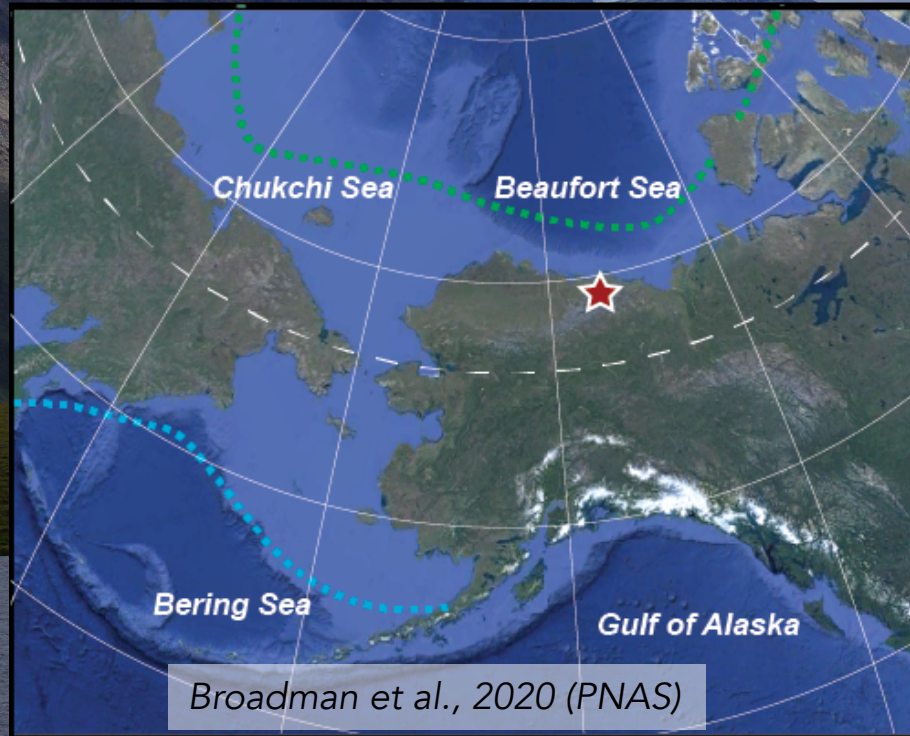 Chukchi Sea
Beaufort Sea
Bering Sea
Gulf of Alaska
Broadman et al., 2020 (PNAS)